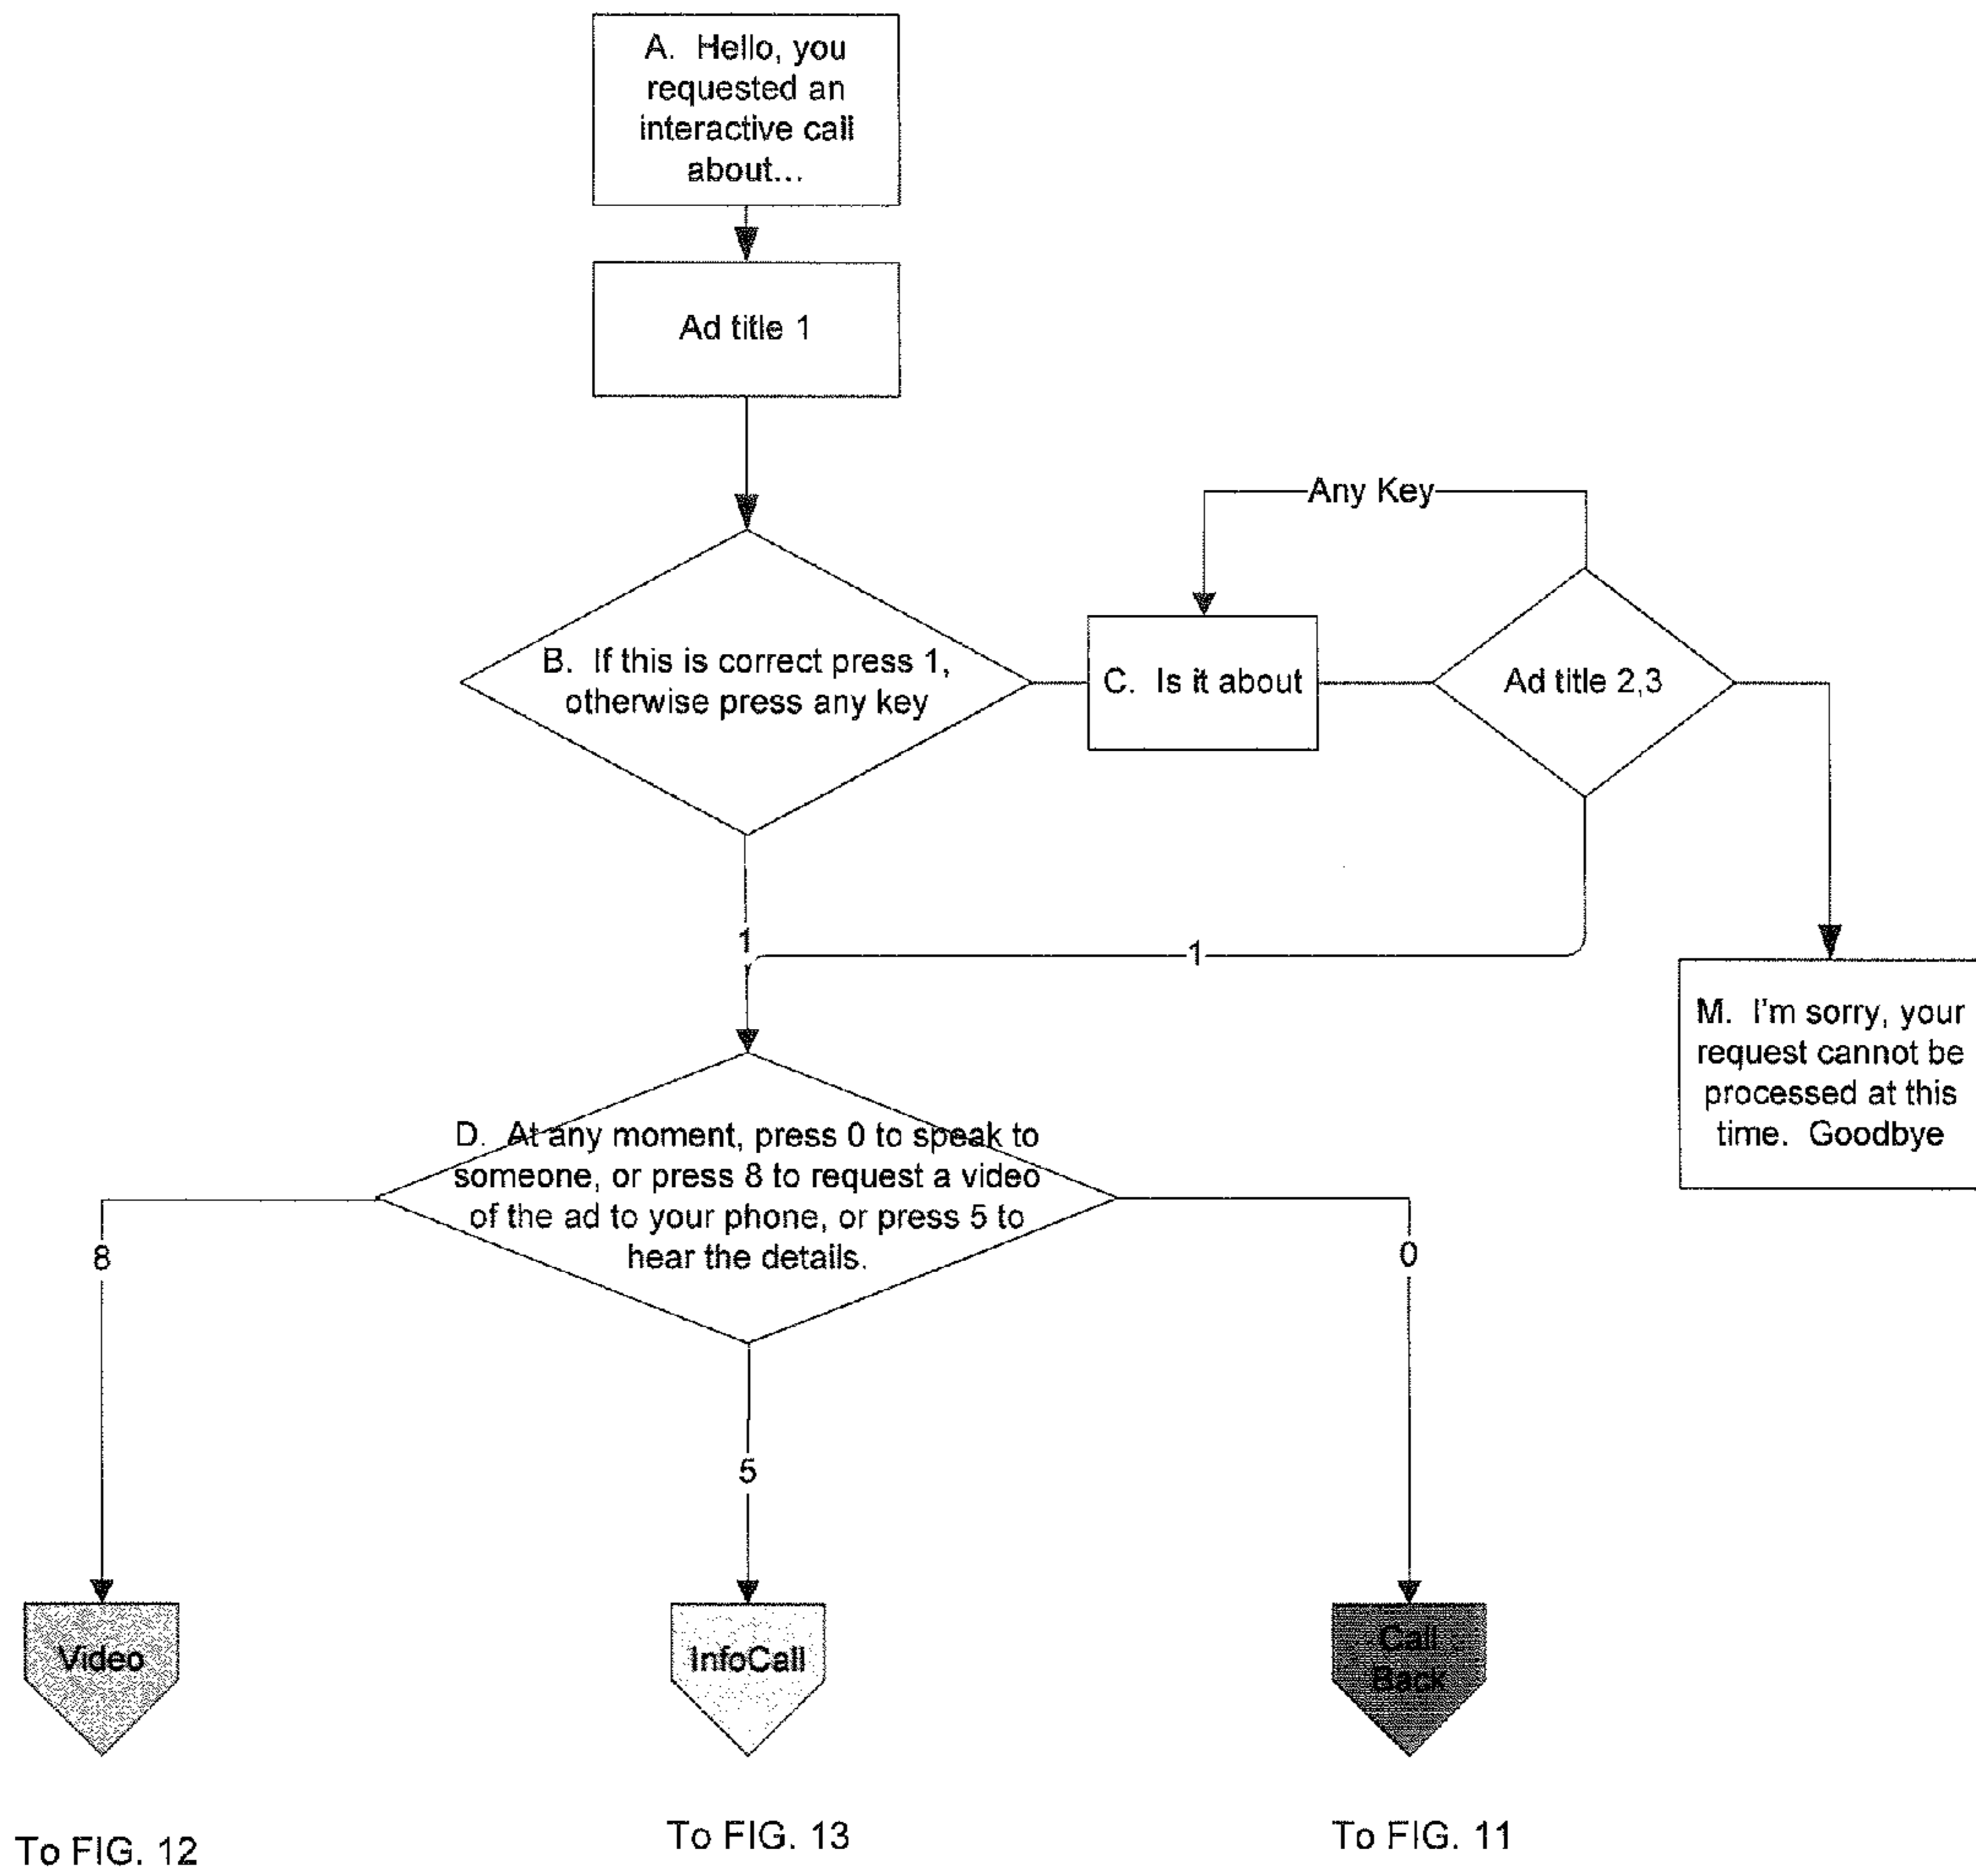 A. Hello, you
requested an
interactive call
about...
Ad title 1
Any Key
B. If this is correct press 1,
otherwise press any key
C. Is it about
Ad title 2,3
1
1
M. I'm sorry, your
request cannot be
processed at this
time. Goodbye
D. At any moment, press 0 to speak to
someone, or press 8 to request a video
of the ad to your phone, or press 5 to
hear the details.
8
0
5
Video
InfoCall
Call
Back
To FIG. 12
To FIG. 13
To FIG. 11